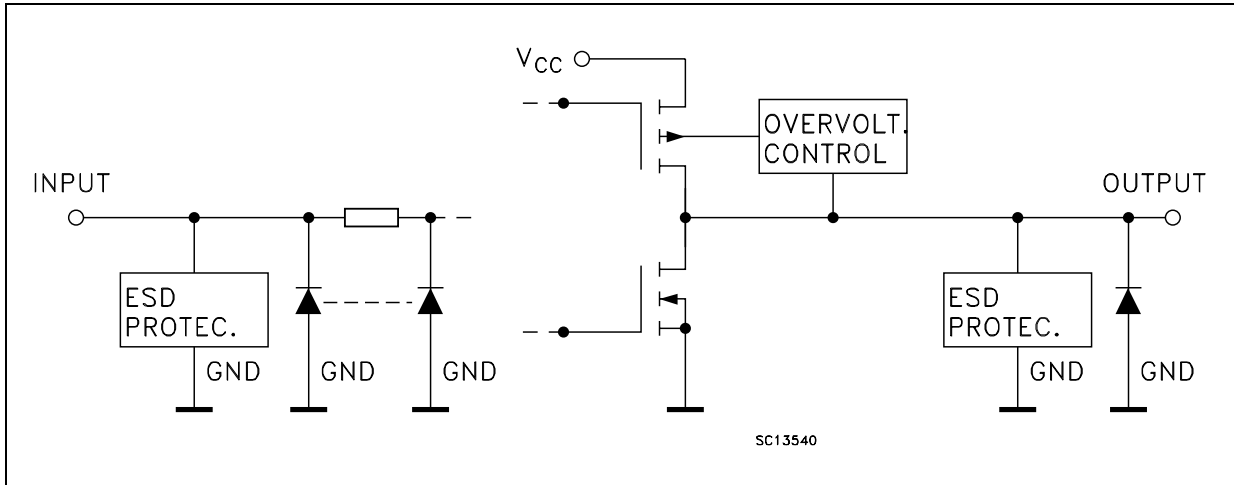 VCC
OVERVOLT.
CONTROL
INPUT
OUTPUT
ESD
PROTEC.
ESD
PROTEC.
GND
GND
GND
GND
GND
SC13540